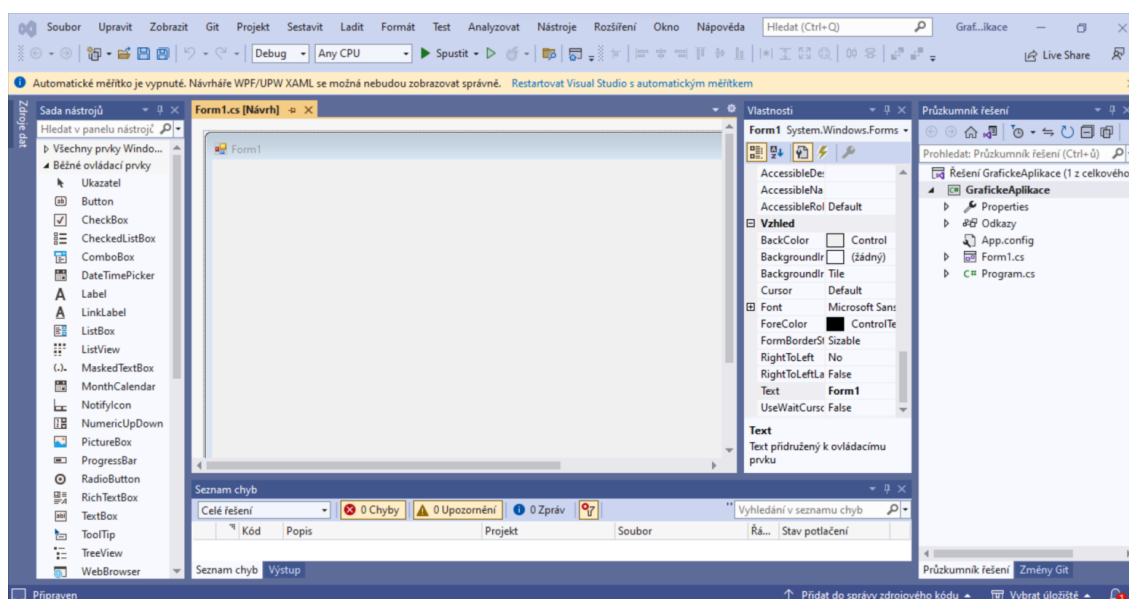 Soubor Upravit Zobrazit Git Projekt Sestavit Ladit Formát Test Analyzovat Nástroje Rozšíření Okno Nápověda Hledat (Ctrl+Q) Graf...ikace
Debug Any CPU Spustit Live Share
Automatické měřítko je vypnuté. Návrháře WPF/UPW XAML se možná nebudou zobrazovat správně. Restartovat Visual Studio s automatickým měřítkem
Zdroje dat
Sada nástrojů
Hledat v panelu nástrojů
Všechny prvky Windo...
Běžné ovládací prvky
Ukazatel
Button
CheckBox
CheckedListBox
ComboBox
DateTimePicker
Label
LinkLabel
ListBox
ListView
MaskedTextBox
MonthCalendar
NotifyIcon
NumericUpDown
PictureBox
ProgressBar
RadioButton
RichTextBox
TextBox
ToolTip
TreeView
WebBrowser
Form1.cs [Návrh]
Form1
Vlastnosti
Form1 System.Windows.Forms
AccessibleDes
AccessibleNa
AccessibleRol Default
Vzhled
BackColor Control
BackgroundIr (žádný)
BackgroundIr Tile
Cursor Default
Font Microsoft Sans
ForeColor ControlTe
FormBorderSt Sizable
RightToLeft No
RightToLeftLa False
Text Form1
UseWaitCursc False
Text
Text přidružený k ovládacímu
prvku
Průzkumník řešení
Prohledat: Průzkumník řešení (Ctrl+ů)
Řešení GrafickeAplikace (1 z celkového
GrafickeAplikace
Properties
Odkazy
App.config
Form1.cs
C# Program.cs
Průzkumník řešení Změny Git
Seznam chyb
Celé řešení 0 Chyby 0 Upozornění 0 Zpráv Vyhledávání v seznamu chyb
Kód Popis Projekt Soubor Řá... Stav potlačení
Seznam chyb Výstup
Připraven Přidat do správy zdrojového kódu Vybrat úložiště 1